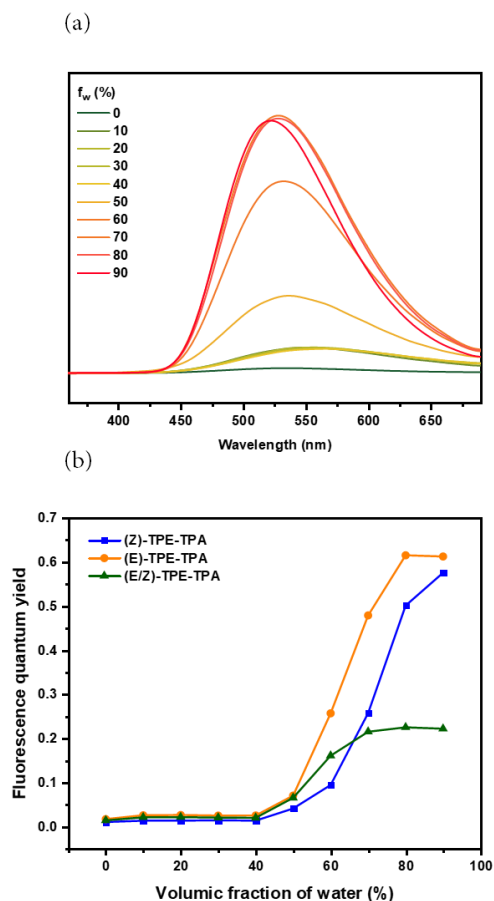 (a)
fw (%)
0
10
20
30
40
50
60
70
80
90
400 450 500 550 600 650
Wavelength (nm)
(b)
0.7
0.6
0.5
0.4
0.3
0.2
0.1
0.0
Fluorescence quantum yield
(Z)-TPE-TPA
(E)-TPE-TPA
(E/Z)-TPE-TPA
0 20 40 60 80 100
Volumic fraction of water (%)